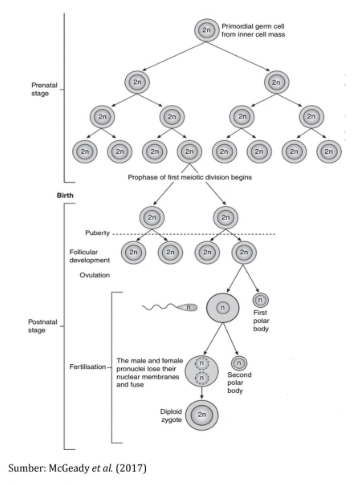 2n
Primordial germ cell
from inner cell mass
Prenatal
stage
2n 2n
2n 2n 2n 2n
2n 2n 2n 2n 2n 2n 2n 2n
Prophase of first meiotic division begins
Birth
2n 2n
Puberty
Follicular
development
2n 2n 2n 2n
Ovulation
n n n
First
polar
body
Postnatal
stage
Fertilisation
The male and female
pronuclei lose their
nuclear membranes
and fuse
n
n
n
Second
polar
body
Diploid
zygote
2n
Sumber: McGeady et al. (2017)